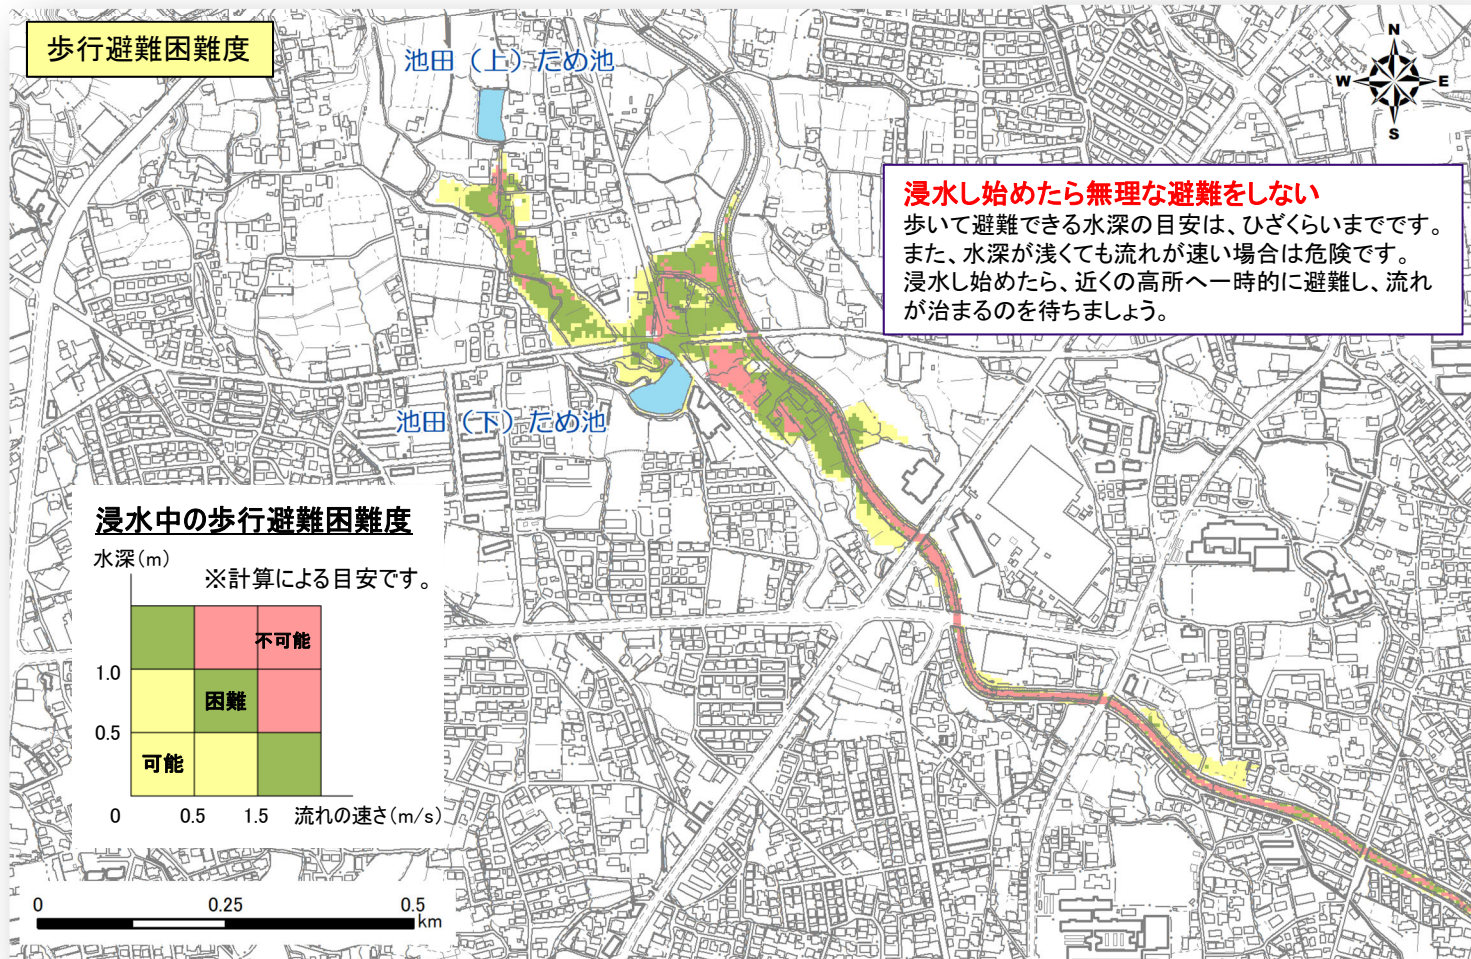 歩行避難困難度
池田（上）ため池
N
W
E
S
浸水し始めたら無理な避難をしない
歩いて避難できる水深の目安は、ひざくらいまでです。
また、水深が浅くても流れが速い場合は危険です。
浸水し始めたら、近くの高所へ一時的に避難し、流れ
が治まるのを待ちましょう。
池田（下）ため池
浸水中の歩行避難困難度
水深(m)
※計算による目安です。
不可能
1.0
困難
0.5
可能
0
0.5
1.5
流れの速さ(m/s)
0
0.25
0.5
km